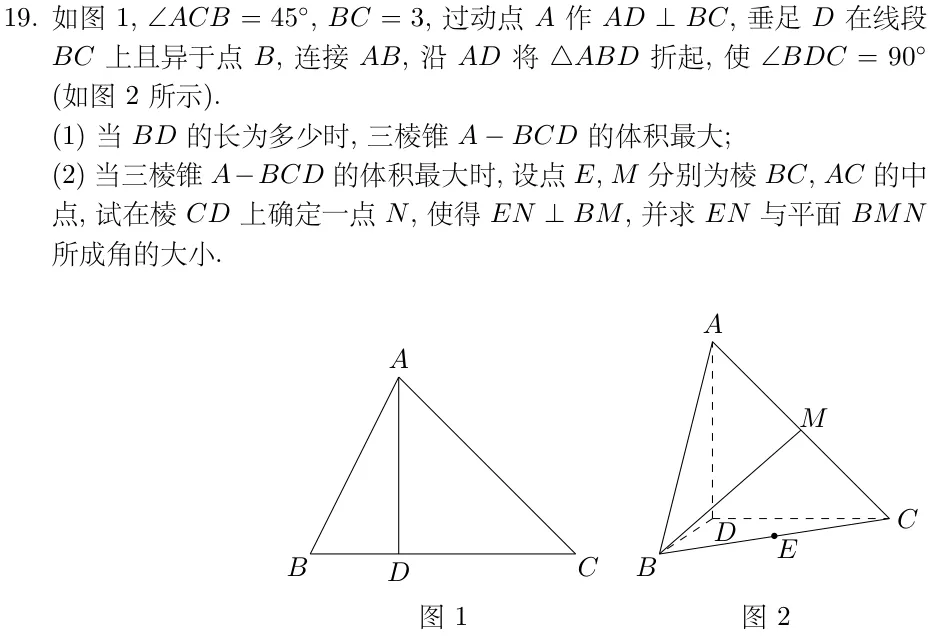 19. 如图 1, ∠ACB = 45°, BC = 3, 过动点 A 作 AD ⊥ BC, 垂足 D 在线段
BC 上且异于点 B, 连接 AB, 沿 AD 将 △ABD 折起, 使 ∠BDC = 90°
(如图 2 所示).
(1) 当 BD 的长为多少时, 三棱锥 A − BCD 的体积最大;
(2) 当三棱锥 A−BCD 的体积最大时, 设点 E, M 分别为棱 BC, AC 的中
点, 试在棱 CD 上确定一点 N, 使得 EN ⊥ BM, 并求 EN 与平面 BMN
所成角的大小.
A
B
D
C
图 1
A
M
D
C
B
E
图 2